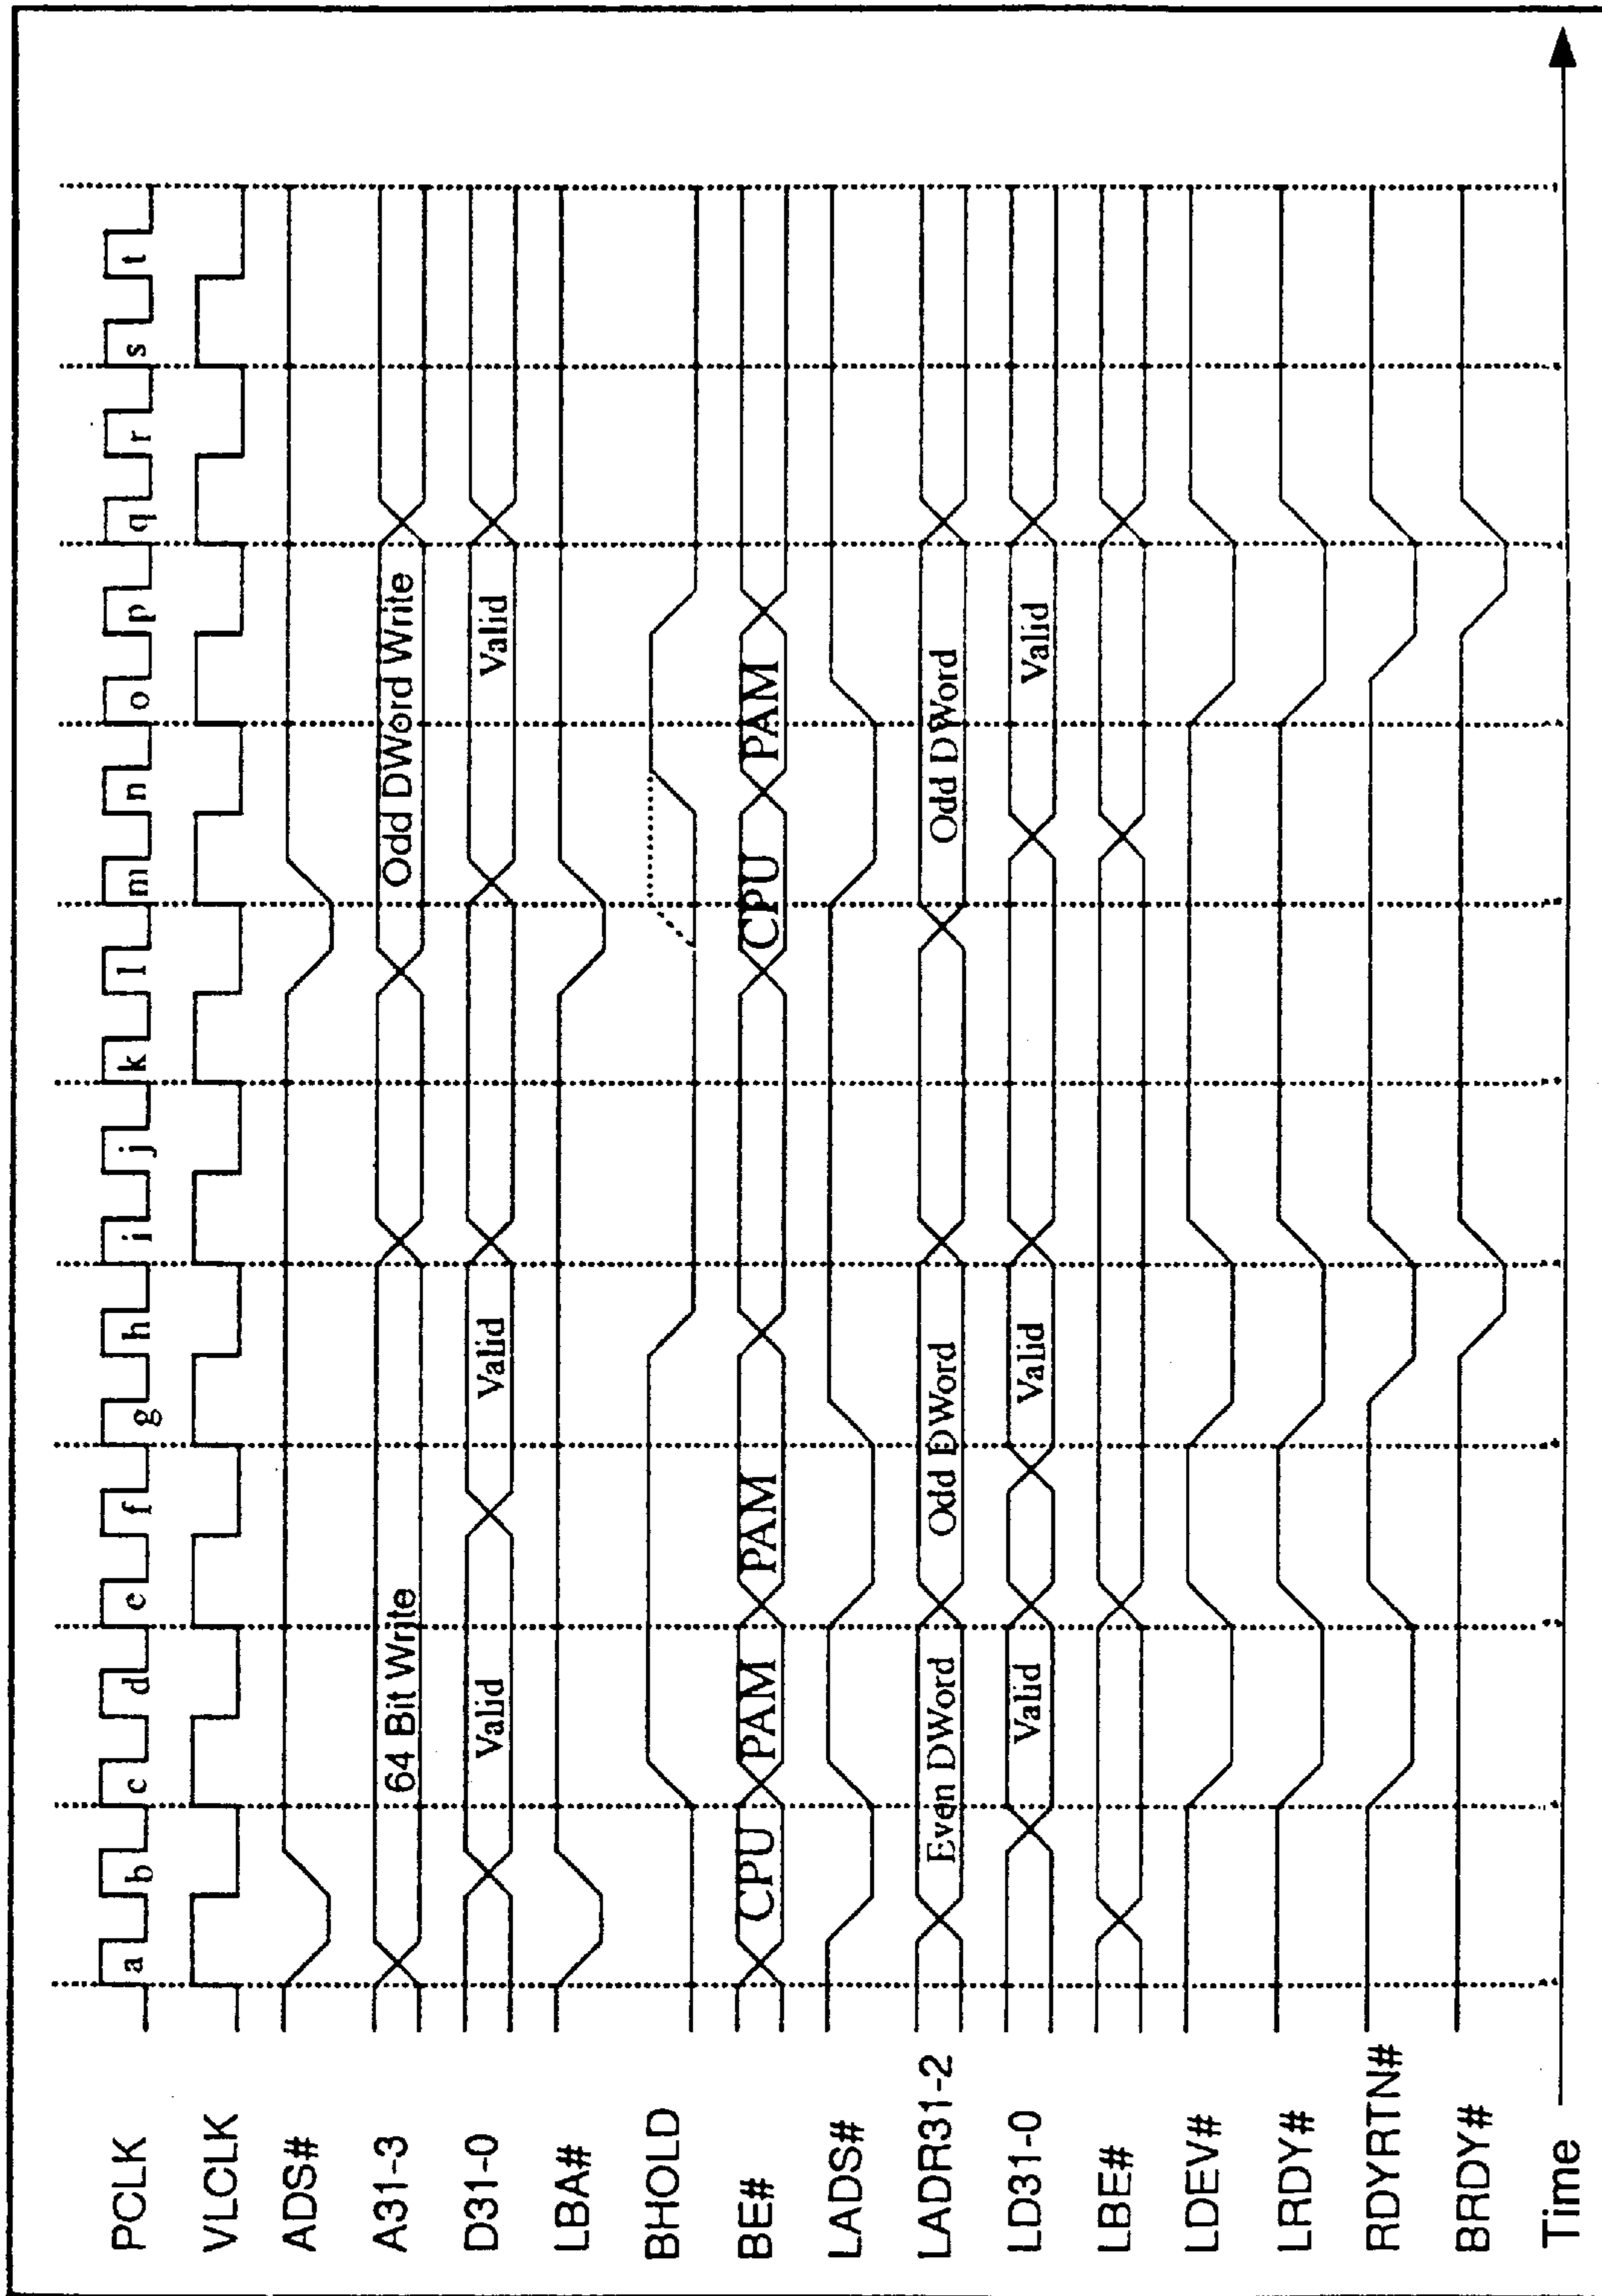 PCLK a b c d e f g h i j k l m n o p q r s t
VLCLK
ADS#
A31-3 64 Bit Write Odd DWord Write
D31-0 Valid Valid Valid
LBA#
BHOLD
BE# CPU PAM PAM CPU PAM
LADS#
LADR31-2 Even DWord Odd DWord Odd DWord
LD31-0 Valid Valid Valid
LBE#
LDEV#
LRDY#
RDYRTN#
BRDY#
Time